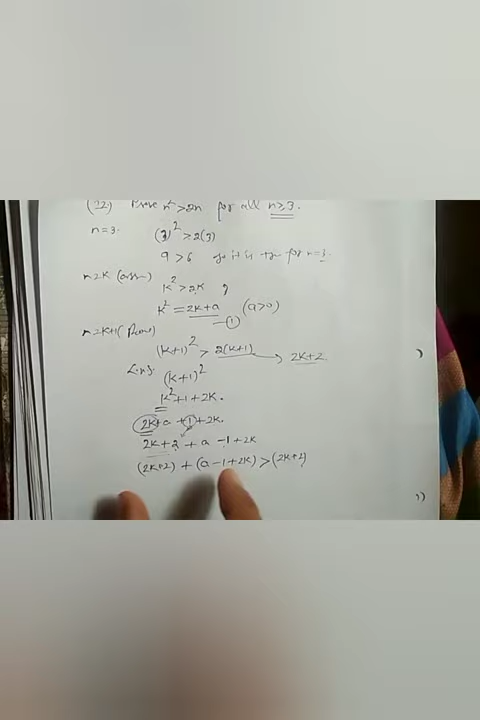 (12) Prove n² > 2n for all n ≥ 3.
n=3. (3)² > 2(3)
9 > 6 so it is true for n=3.
n=k (assm) k² > 2k
k² = 2k+a (a>0) — ①
n=k+1 (Prove)
(k+1)² > 2(k+1) → 2k+2
L.H.S. (k+1)²
k²+1+2k.
2k+a+1+2k.
2k+2+a-1+2k
(2k+2)+(a-1+2k)>(2k+2)